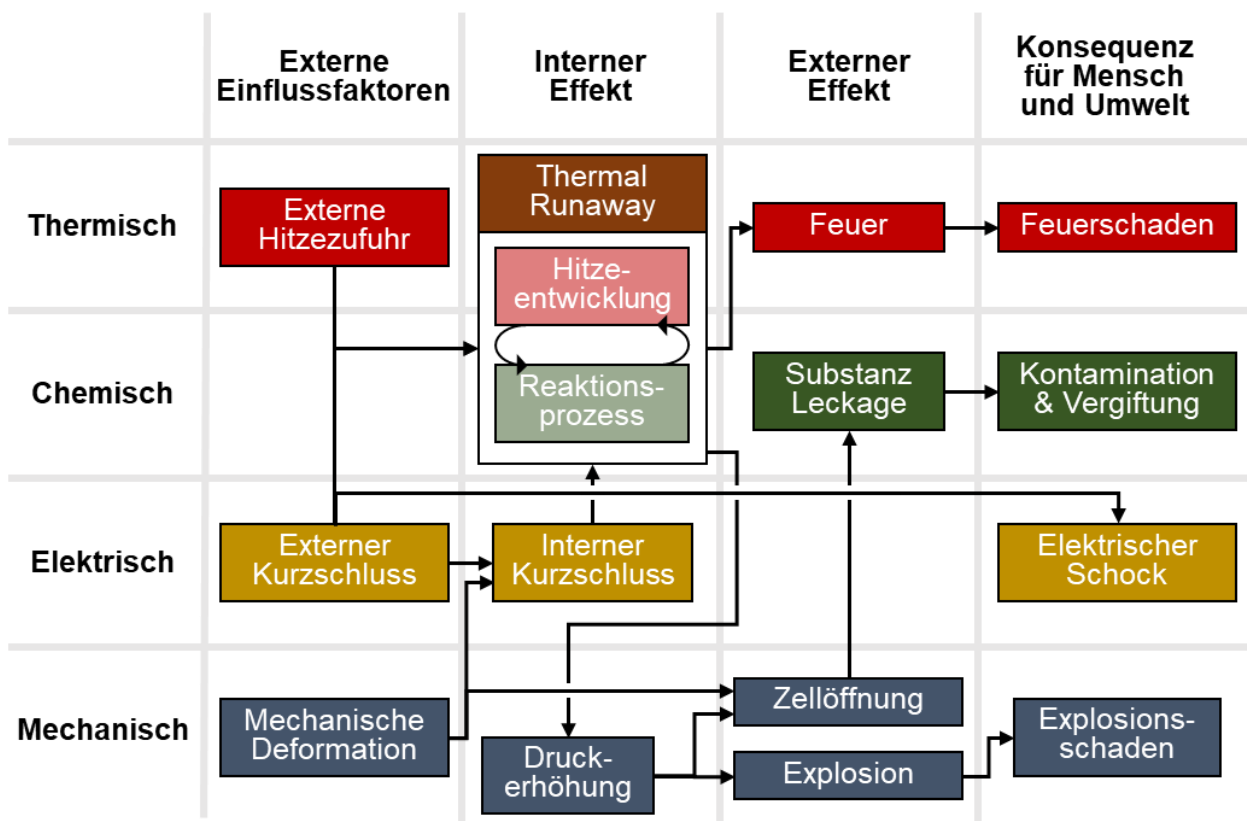 Externe
Einflussfaktoren
Interner
Effekt
Externer
Effekt
Konsequenz
für Mensch
und Umwelt
Thermisch
Externe
Hitzezufuhr
Thermal
Runaway
Hitze-
entwicklung
Feuer
Feuerschaden
Chemisch
Reaktions-
prozess
Substanz
Leckage
Kontamination
& Vergiftung
Elektrisch
Externer
Kurzschluss
Interner
Kurzschluss
Elektrischer
Schock
Mechanisch
Mechanische
Deformation
Druck-
erhöhung
Zellöffnung
Explosion
Explosions-
schaden